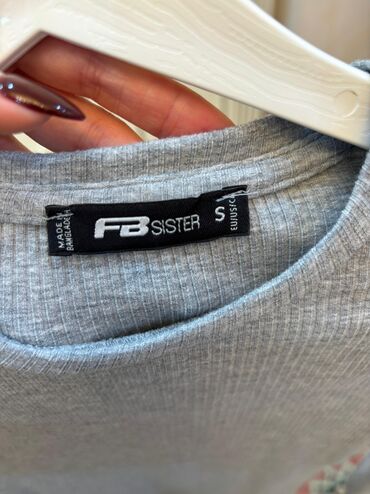 MADE IN
BANGLADESH
FB SISTER
S
EU/US/CA